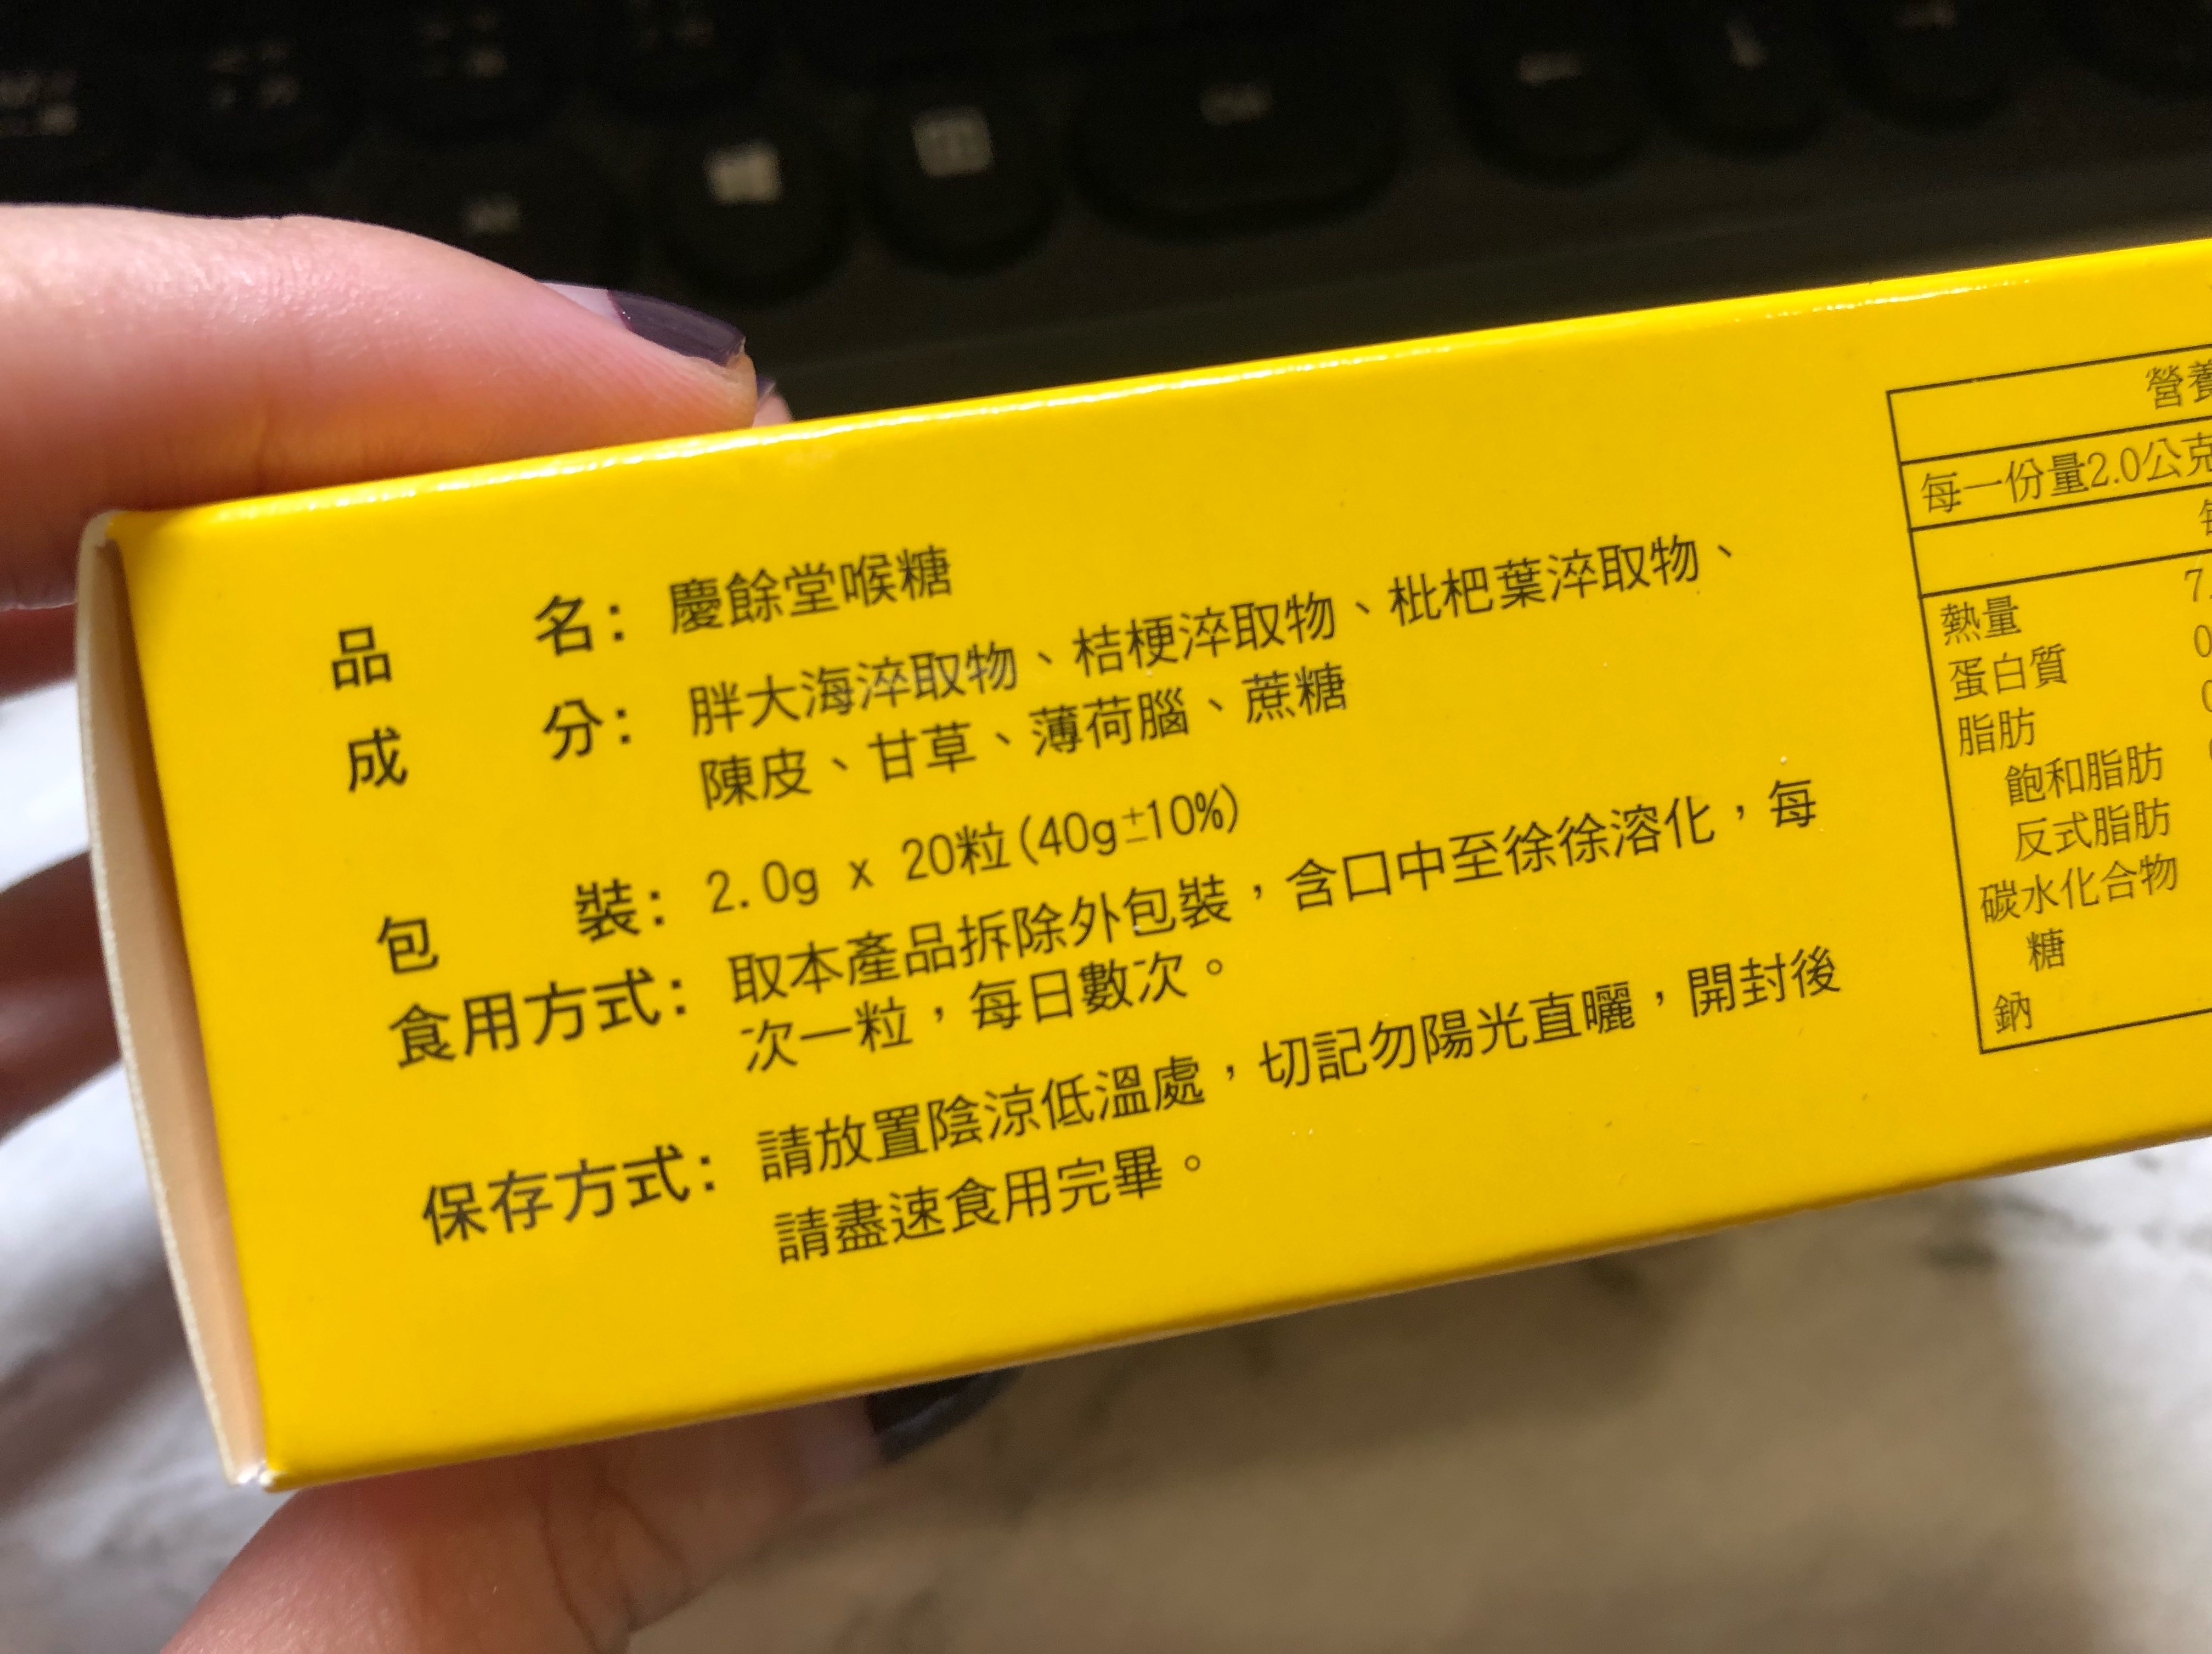 品　　名：慶餘堂喉糖
成　　分：胖大海淬取物、桔梗淬取物、枇杷葉淬取物、
陳皮、甘草、薄荷腦、蔗糖
包　　裝：2.0g x 20粒(40g±10%)
食用方式：取本產品拆除外包裝，含口中至徐徐溶化，每
次一粒，每日數次。
保存方式：請放置陰涼低溫處，切記勿陽光直曬，開封後
請盡速食用完畢。
營養
每一份量2.0公克
每
熱量 7.
蛋白質 0
脂肪 0
飽和脂肪
反式脂肪
碳水化合物
糖
鈉